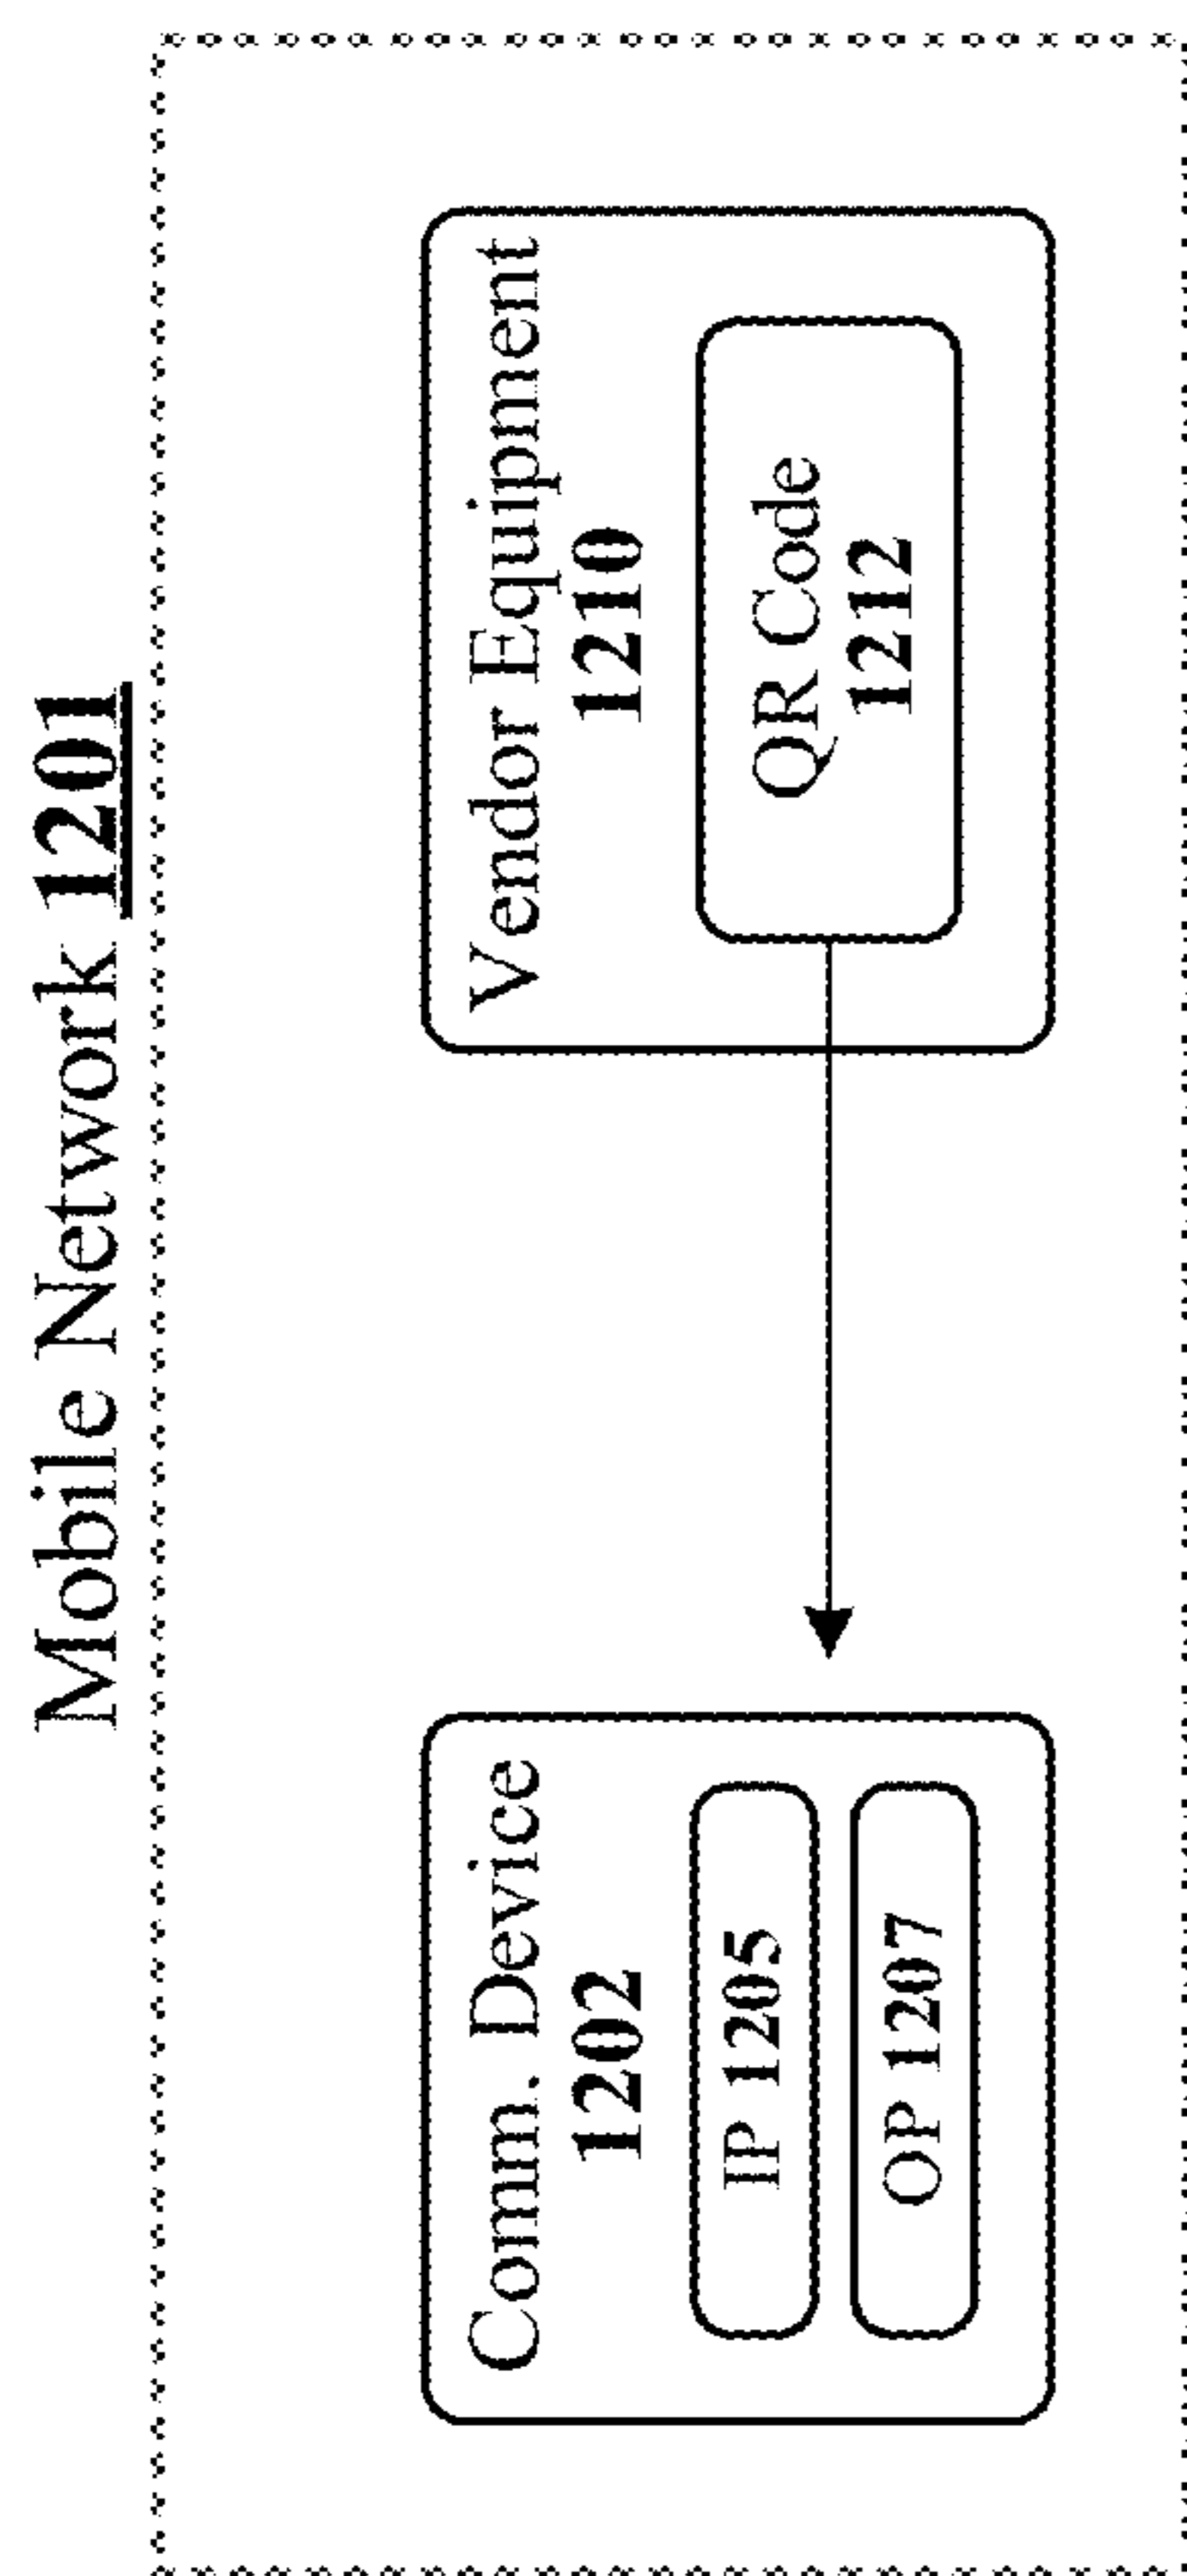 Mobile Network 1201
Comm. Device
1202
IP 1205
OP 1207
Vendor Equipment
1210
QR Code
1212